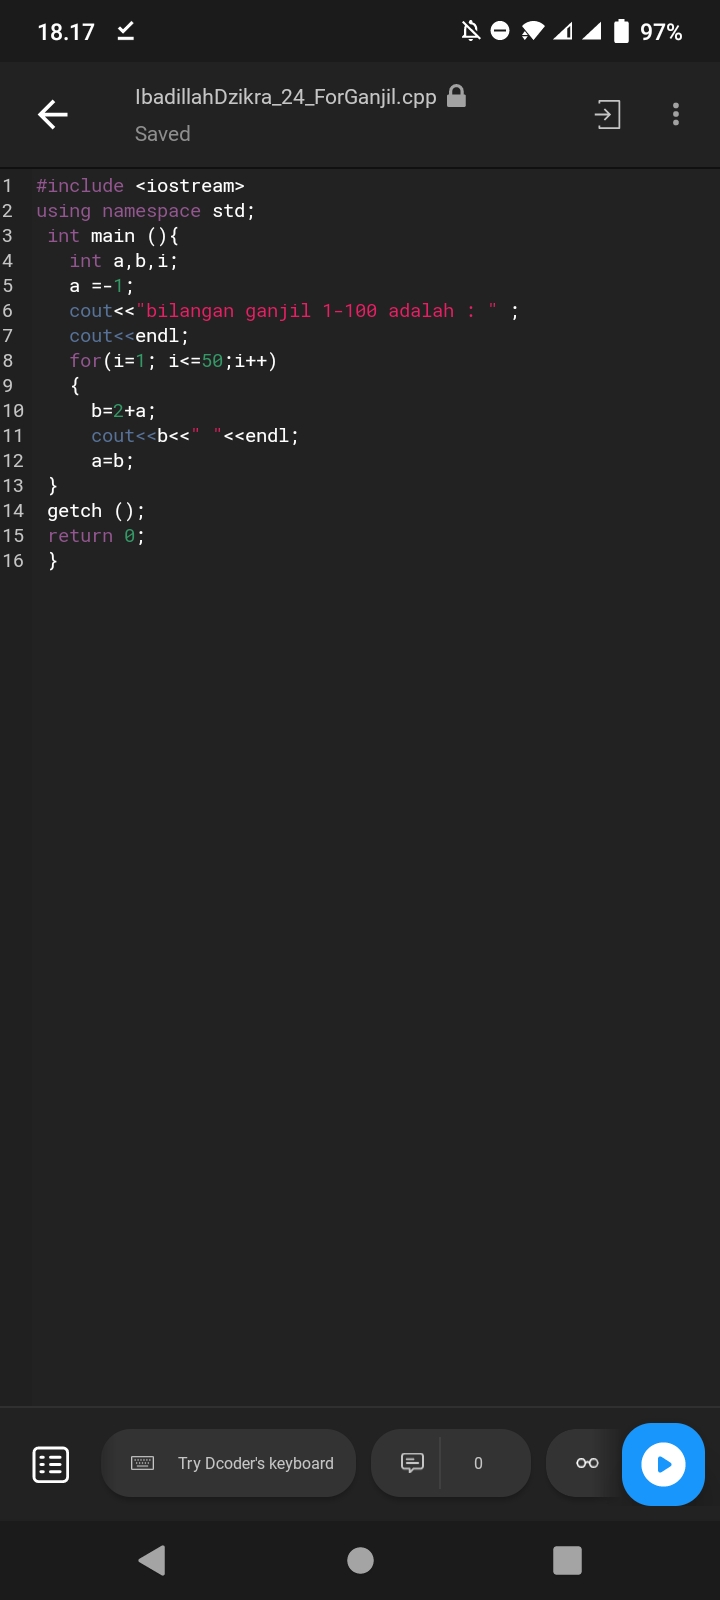 18.17
97%
IbadillahDzikra_24_ForGanjil.cpp
Saved
1 #include <iostream>
2 using namespace std;
3 int main (){
4 int a,b,i;
5 a =-1;
6 cout<<"bilangan ganjil 1-100 adalah : " ;
7 cout<<endl;
8 for(i=1; i<=50;i++)
9 {
10 b=2+a;
11 cout<<b<<" "<<endl;
12 a=b;
13 }
14 getch ();
15 return 0;
16 }
Try Dcoder's keyboard
0